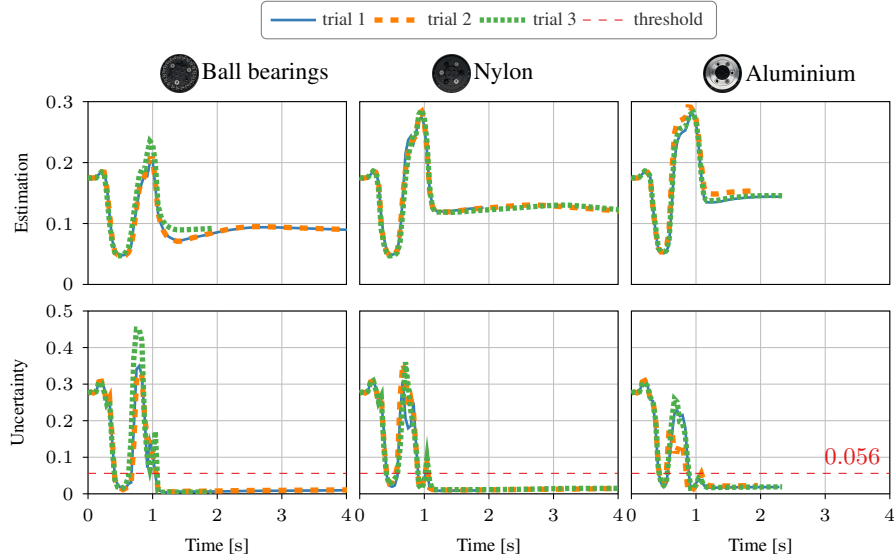 trial 1 trial 2 trial 3 threshold
Ball bearings Nylon Aluminium
0.3
0.2
0.1
0
Estimation
0.5
0.4
0.3
0.2
0.1
0
Uncertainty
0.056
0 1 2 3 4 0 1 2 3 4 0 1 2 3 4
Time [s] Time [s] Time [s]